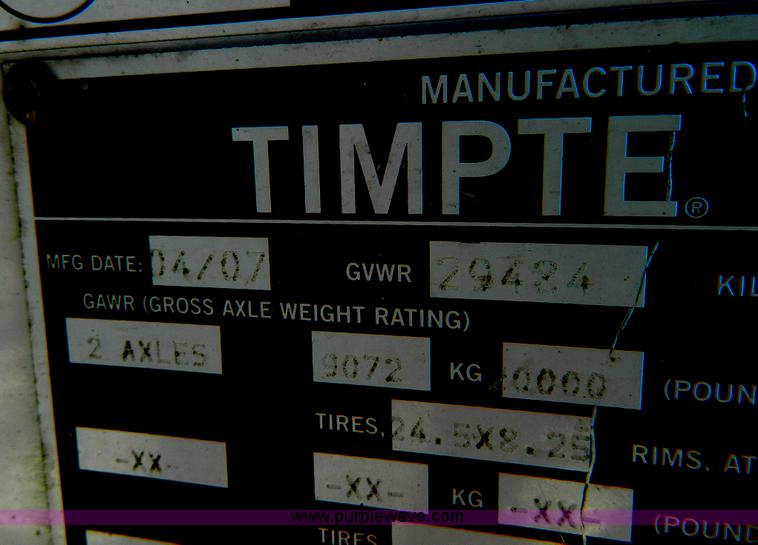 MANUFACTURED
TIMPTE®
MFG DATE: 04/07 GVWR 29484 KIL
GAWR (GROSS AXLE WEIGHT RATING)
2 AXLES 9072 KG 0000 (POUN
TIRES, 24.5X8.25 RIMS. AT
-XX- -XX- KG -XX- (POUND
www.purplewave.com
TIRES